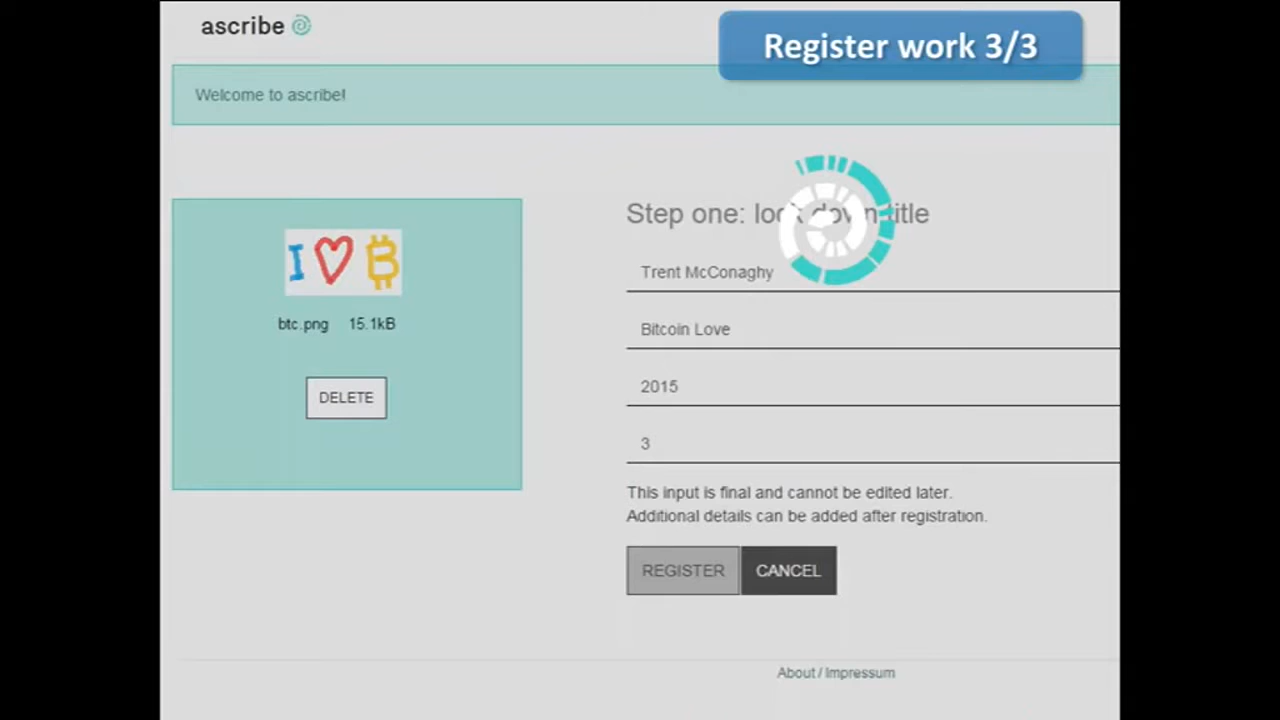 ascribe
Register work 3/3
Welcome to ascribe!
I ♥ ₿
btc.png 15.1kB
DELETE
Step one: lock down title
Trent McConaghy
Bitcoin Love
2015
3
This input is final and cannot be edited later.
Additional details can be added after registration.
REGISTER CANCEL
About / Impressum